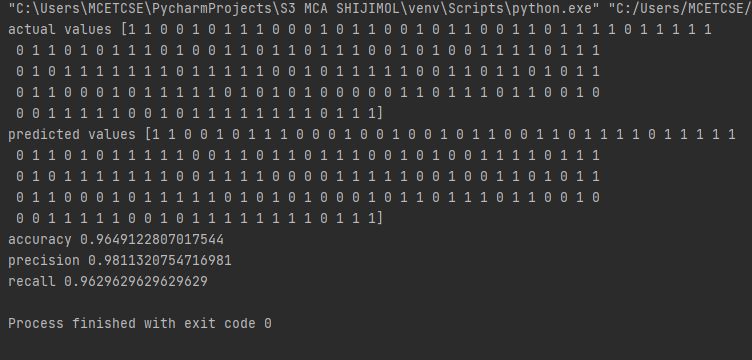 "C:\Users\MCETCSE\PycharmProjects\S3 MCA SHIJIMOL\venv\Scripts\python.exe" "C:/Users/MCETCSE/
actual values [1 1 0 0 1 0 1 1 1 0 0 0 1 0 1 1 0 0 1 0 1 1 0 0 1 1 0 1 1 1 1 0 1 1 1 1 1
0 1 1 0 1 0 1 1 1 0 1 0 0 1 1 0 1 1 0 1 1 1 0 0 1 0 1 0 0 1 1 1 1 0 1 1 1
0 1 0 1 1 1 1 1 1 1 0 1 1 1 1 0 0 1 0 1 1 1 1 1 0 0 1 1 0 1 1 0 1 0 1 1
0 1 1 0 0 0 1 0 1 1 1 1 0 1 0 1 0 1 0 0 0 0 0 0 1 1 0 1 1 1 0 1 1 0 0 1 0
0 0 1 1 1 1 1 0 0 1 0 1 1 1 1 1 1 1 1 0 1 1 1]
predicted values [1 1 0 0 1 0 1 1 1 0 0 0 1 0 0 1 0 0 1 0 1 1 0 0 1 1 0 1 1 1 1 0 1 1 1 1 1
0 1 1 0 1 0 1 1 1 1 1 0 0 1 1 0 1 1 0 1 1 1 0 0 1 0 1 0 0 1 1 1 1 0 1 1 1
0 1 0 1 1 1 1 1 1 1 0 1 1 1 1 0 0 1 0 1 1 1 1 1 0 0 1 0 0 1 1 0 1 0 1 1
0 1 1 0 0 0 1 0 1 1 1 1 0 1 0 1 0 1 0 0 0 0 1 0 1 1 0 1 1 1 0 1 1 0 0 1 0
0 0 1 1 1 1 1 0 0 1 0 1 1 1 1 1 1 1 1 0 1 1 1]
accuracy 0.9649122807017544
precision 0.9811320754716981
recall 0.9629629629629629
Process finished with exit code 0